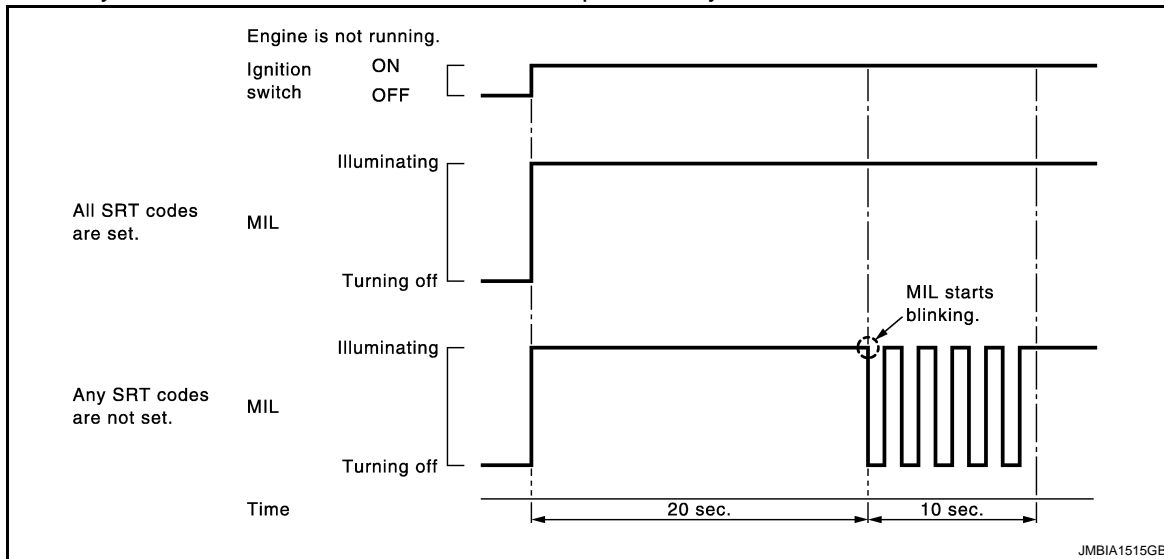 Engine is not running.
Ignition
switch
ON
OFF
Illuminating
All SRT codes
are set.
MIL
Turning off
MIL starts
blinking.
Illuminating
Any SRT codes
are not set.
MIL
Turning off
Time
20 sec.
10 sec.
JMBIA1515GB